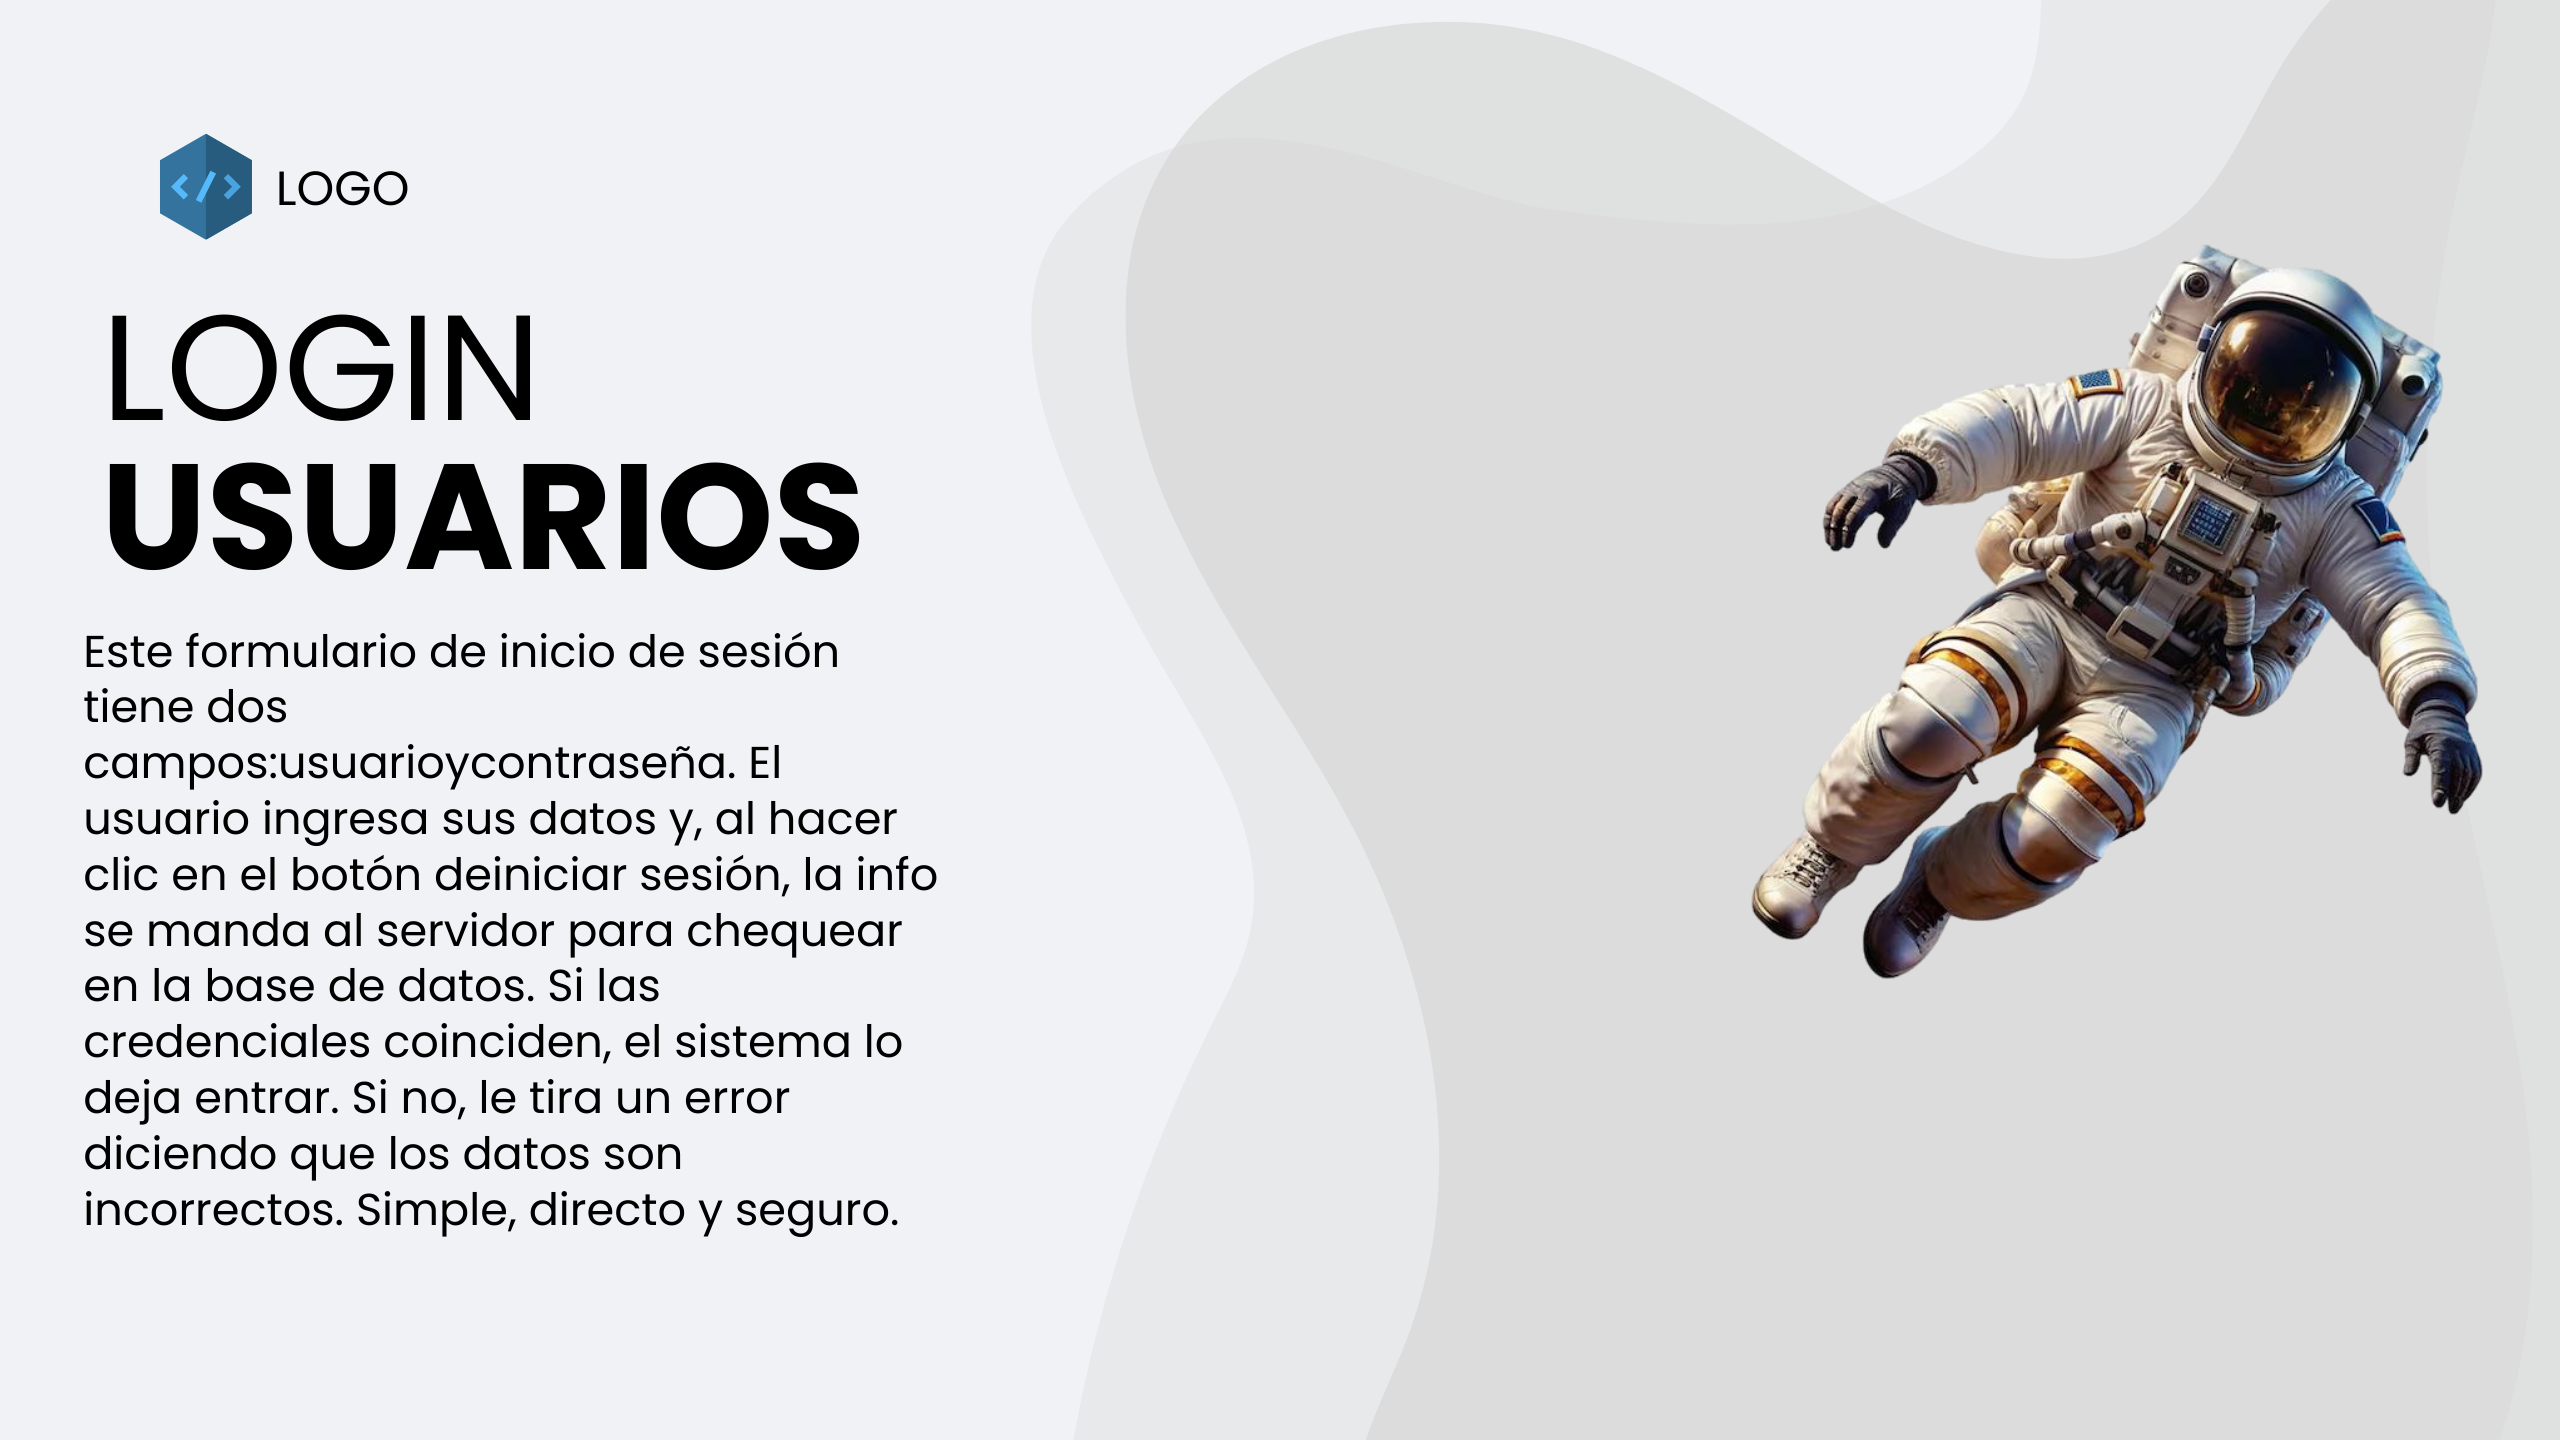 LOGO
LOGIN
USUARIOS
Este formulario de inicio de sesión
tiene dos
campos:usuarioycontraseña. El
usuario ingresa sus datos y, al hacer
clic en el botón deiniciar sesión, la info
se manda al servidor para chequear
en la base de datos. Si las
credenciales coinciden, el sistema lo
deja entrar. Si no, le tira un error
diciendo que los datos son
incorrectos. Simple, directo y seguro.